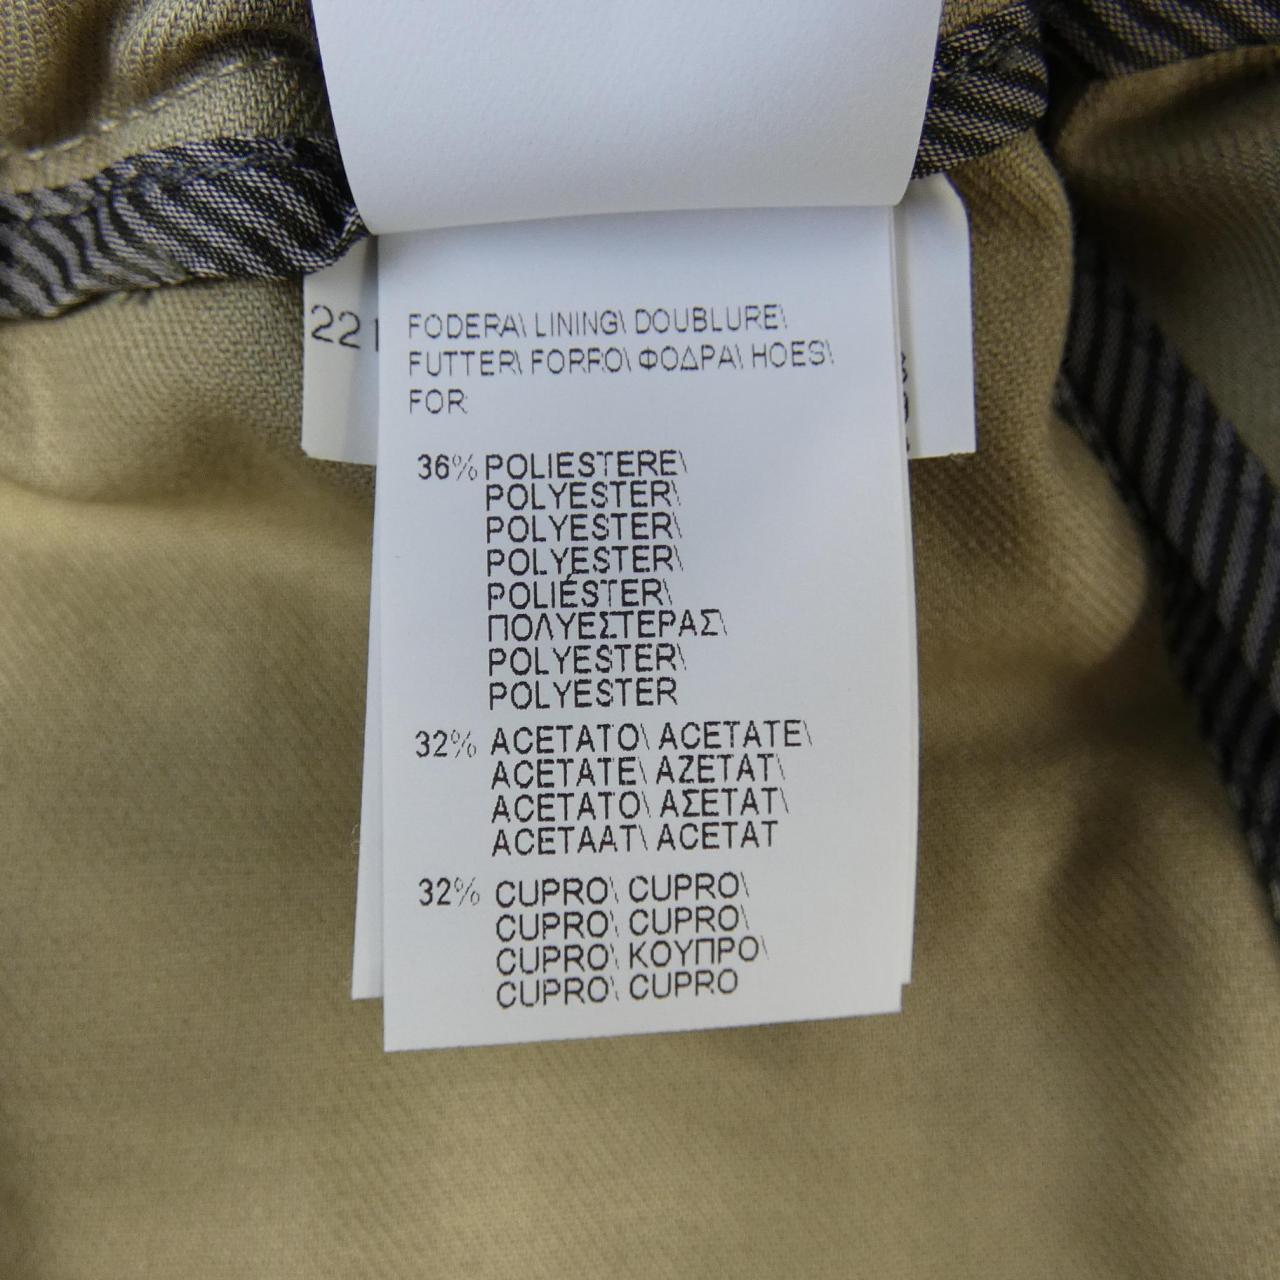 FODERA\ LINING\ DOUBLURE\
FUTTER\ FORRO\ ΦΟΔΡΑ\ HOES\
FOR
36% POLIESTERE\
POLYESTER\
POLYESTER\
POLYESTER\
POLIÉSTER\
ΠΟΛΥΕΣΤΕΡΑΣ\
POLYESTER\
POLYESTER
32% ACETATO\ ACETATE\
ACETATE\ AZETAT\
ACETATO\ ΑΣΕΤΑΤ\
ACETAAT\ ACETAT
32% CUPRO\ CUPRO\
CUPRO\ CUPRO\
CUPRO\ ΚΟΥΠΡΟ\
CUPRO\ CUPRO
221